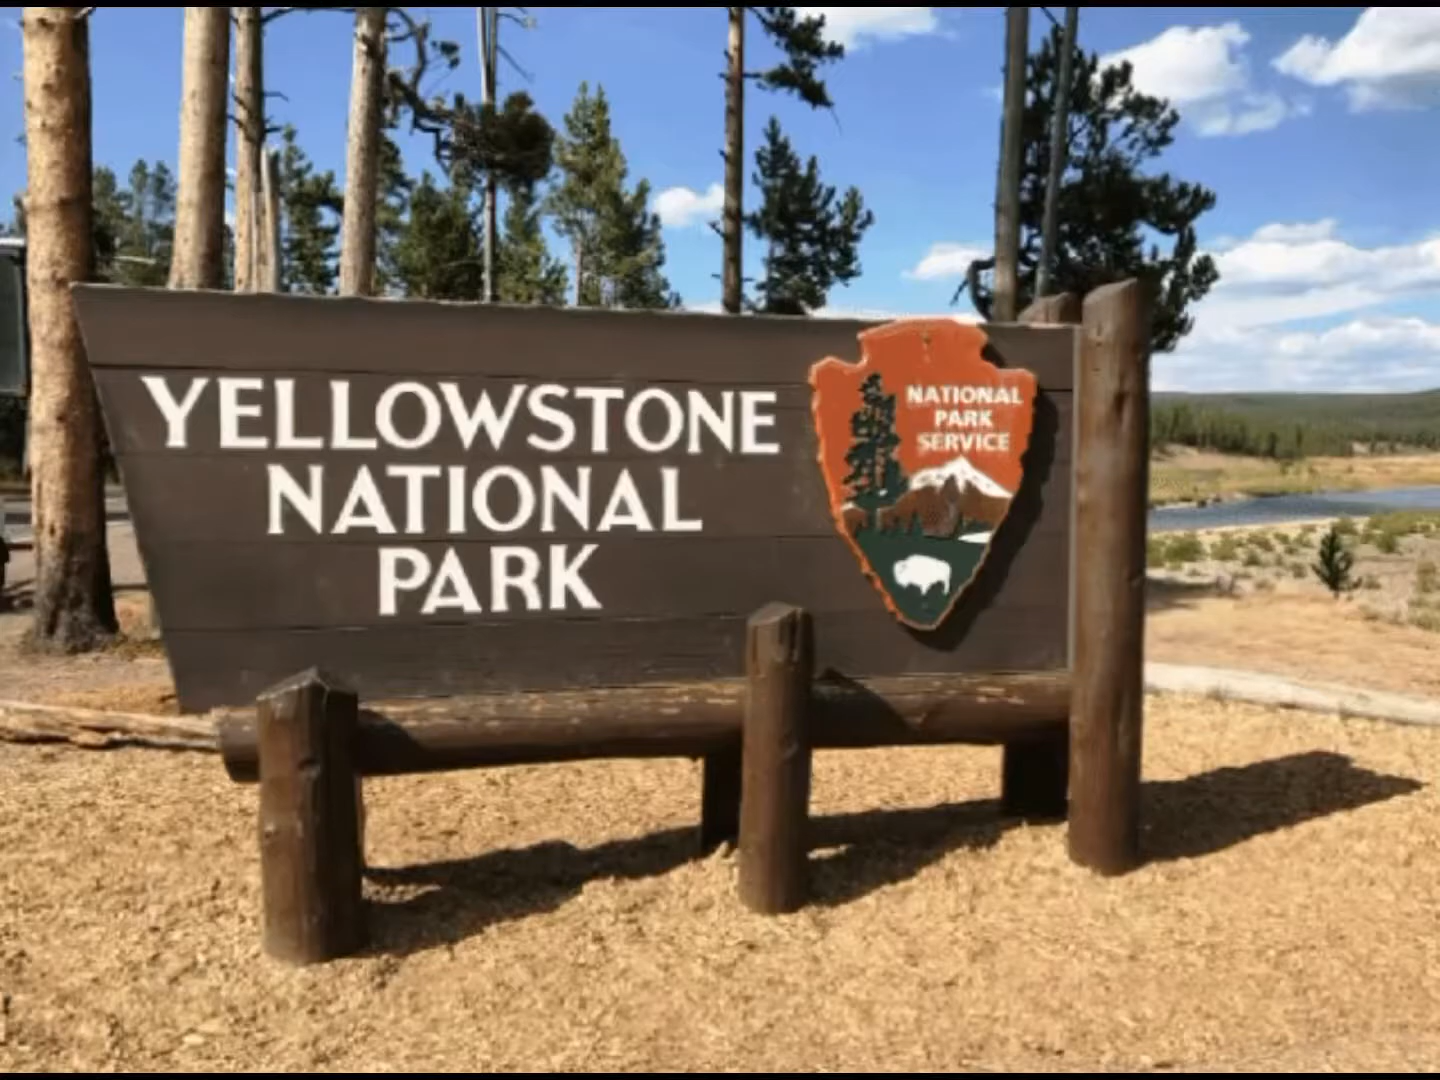 YELLOWSTONE
NATIONAL
PARK
NATIONAL
PARK
SERVICE